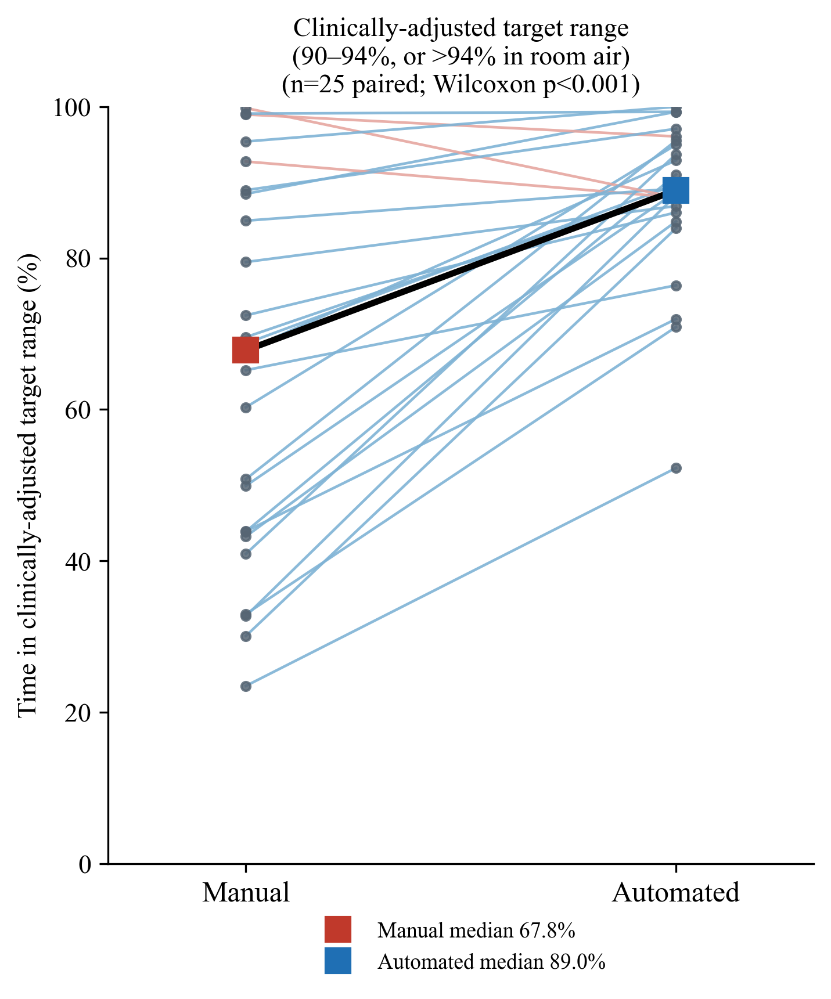 Clinically-adjusted target range
(90–94%, or >94% in room air)
(n=25 paired; Wilcoxon p<0.001)
Time in clinically-adjusted target range (%)
100
80
60
40
20
0
Manual
Automated
Manual median 67.8%
Automated median 89.0%